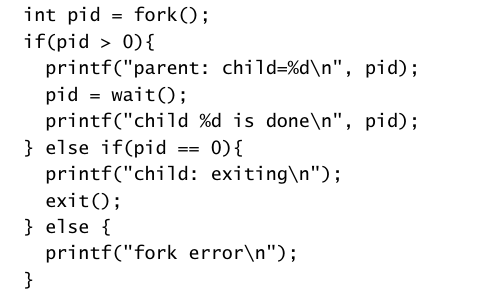 int pid = fork();
if(pid > 0){
  printf("parent: child=%d\n", pid);
  pid = wait();
  printf("child %d is done\n", pid);
} else if(pid == 0){
  printf("child: exiting\n");
  exit();
} else {
  printf("fork error\n");
}